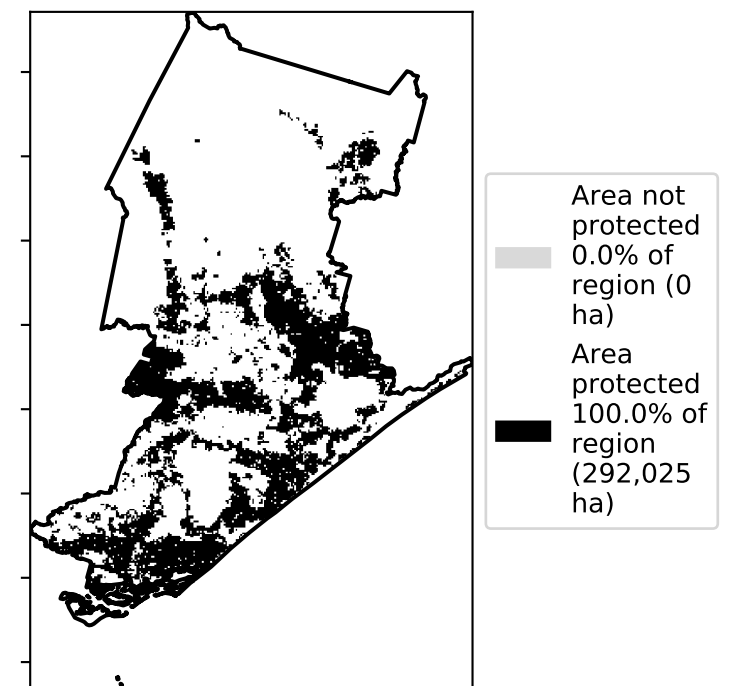 Area not
protected
0.0% of
region (0
ha)
Area
protected
100.0% of
region
(292,025
ha)